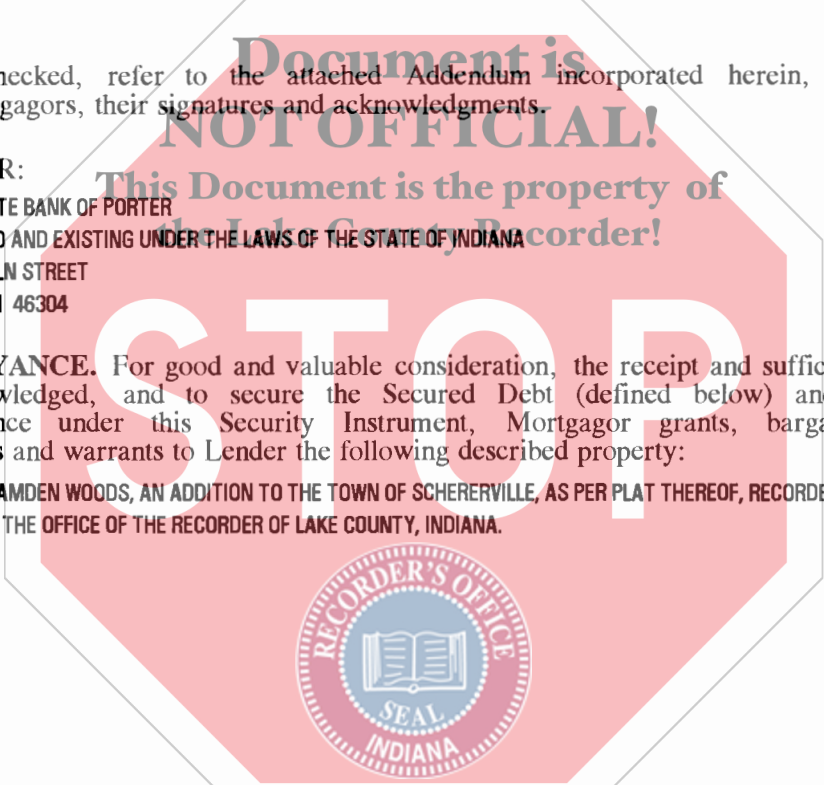 Document is
hecked, refer to the attached Addendum incorporated herein,
gagors, their signatures and acknowledgments.
NOT OFFICIAL!
R:
This Document is the property of
TE BANK OF PORTER
the Lake County Recorder!
AND EXISTING UNDER THE LAWS OF THE STATE OF INDIANA
LN STREET
46304
STOP
YANCE. For good and valuable consideration, the receipt and suffic
wledged, and to secure the Secured Debt (defined below) an
ce under this Security Instrument, Mortgagor grants, barga
s and warrants to Lender the following described property:
AMDEN WOODS, AN ADDITION TO THE TOWN OF SCHERERVILLE, AS PER PLAT THEREOF, RECORDE
THE OFFICE OF THE RECORDER OF LAKE COUNTY, INDIANA.
RECORDER'S OFFICE
SEAL
INDIANA